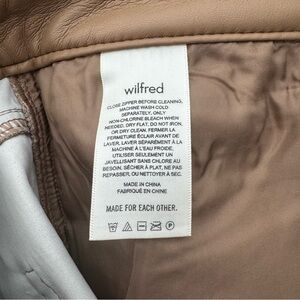 wilfred
CLOSE ZIPPER BEFORE CLEANING,
MACHINE WASH COLD
SEPARATELY, ONLY
NON-CHLORINE BLEACH WHEN
NEEDED, DRY FLAT, DO NOT IRON,
OR DRY CLEAN. FERMER LA
FERMETURE ÉCLAIR AVANT DE
LAVER, LAVER SÉPARÉMENT À LA
MACHINE À L'EAU FROIDE,
UTILISER SEULEMENT UN
JAVELLISANT SANS CHLORE AU
BESOIN, SÉCHER À PLAT, NE PAS
REPASSER, OU NETTOYER À SEC.
MADE IN CHINA
FABRIQUÉ EN CHINE
MADE FOR EACH OTHER.